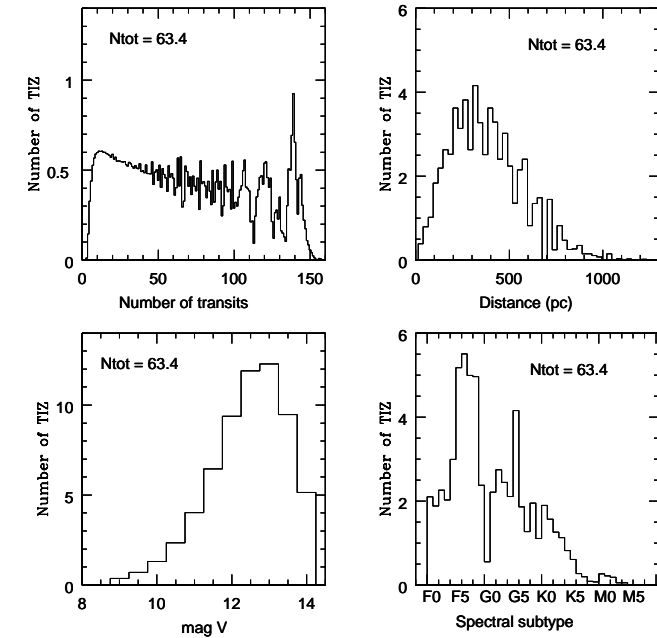 Ntot = 63.4
Number of TIZ
1
0.5
0
0 50 100 150
Number of transits
Ntot = 63.4
Number of TIZ
6
4
2
0
0 500 1000
Distance (pc)
Ntot = 63.4
Number of TIZ
10
5
0
8 10 12 14
mag V
Ntot = 63.4
Number of TIZ
6
4
2
0
F0 F5 G0 G5 K0 K5 M0 M5
Spectral subtype